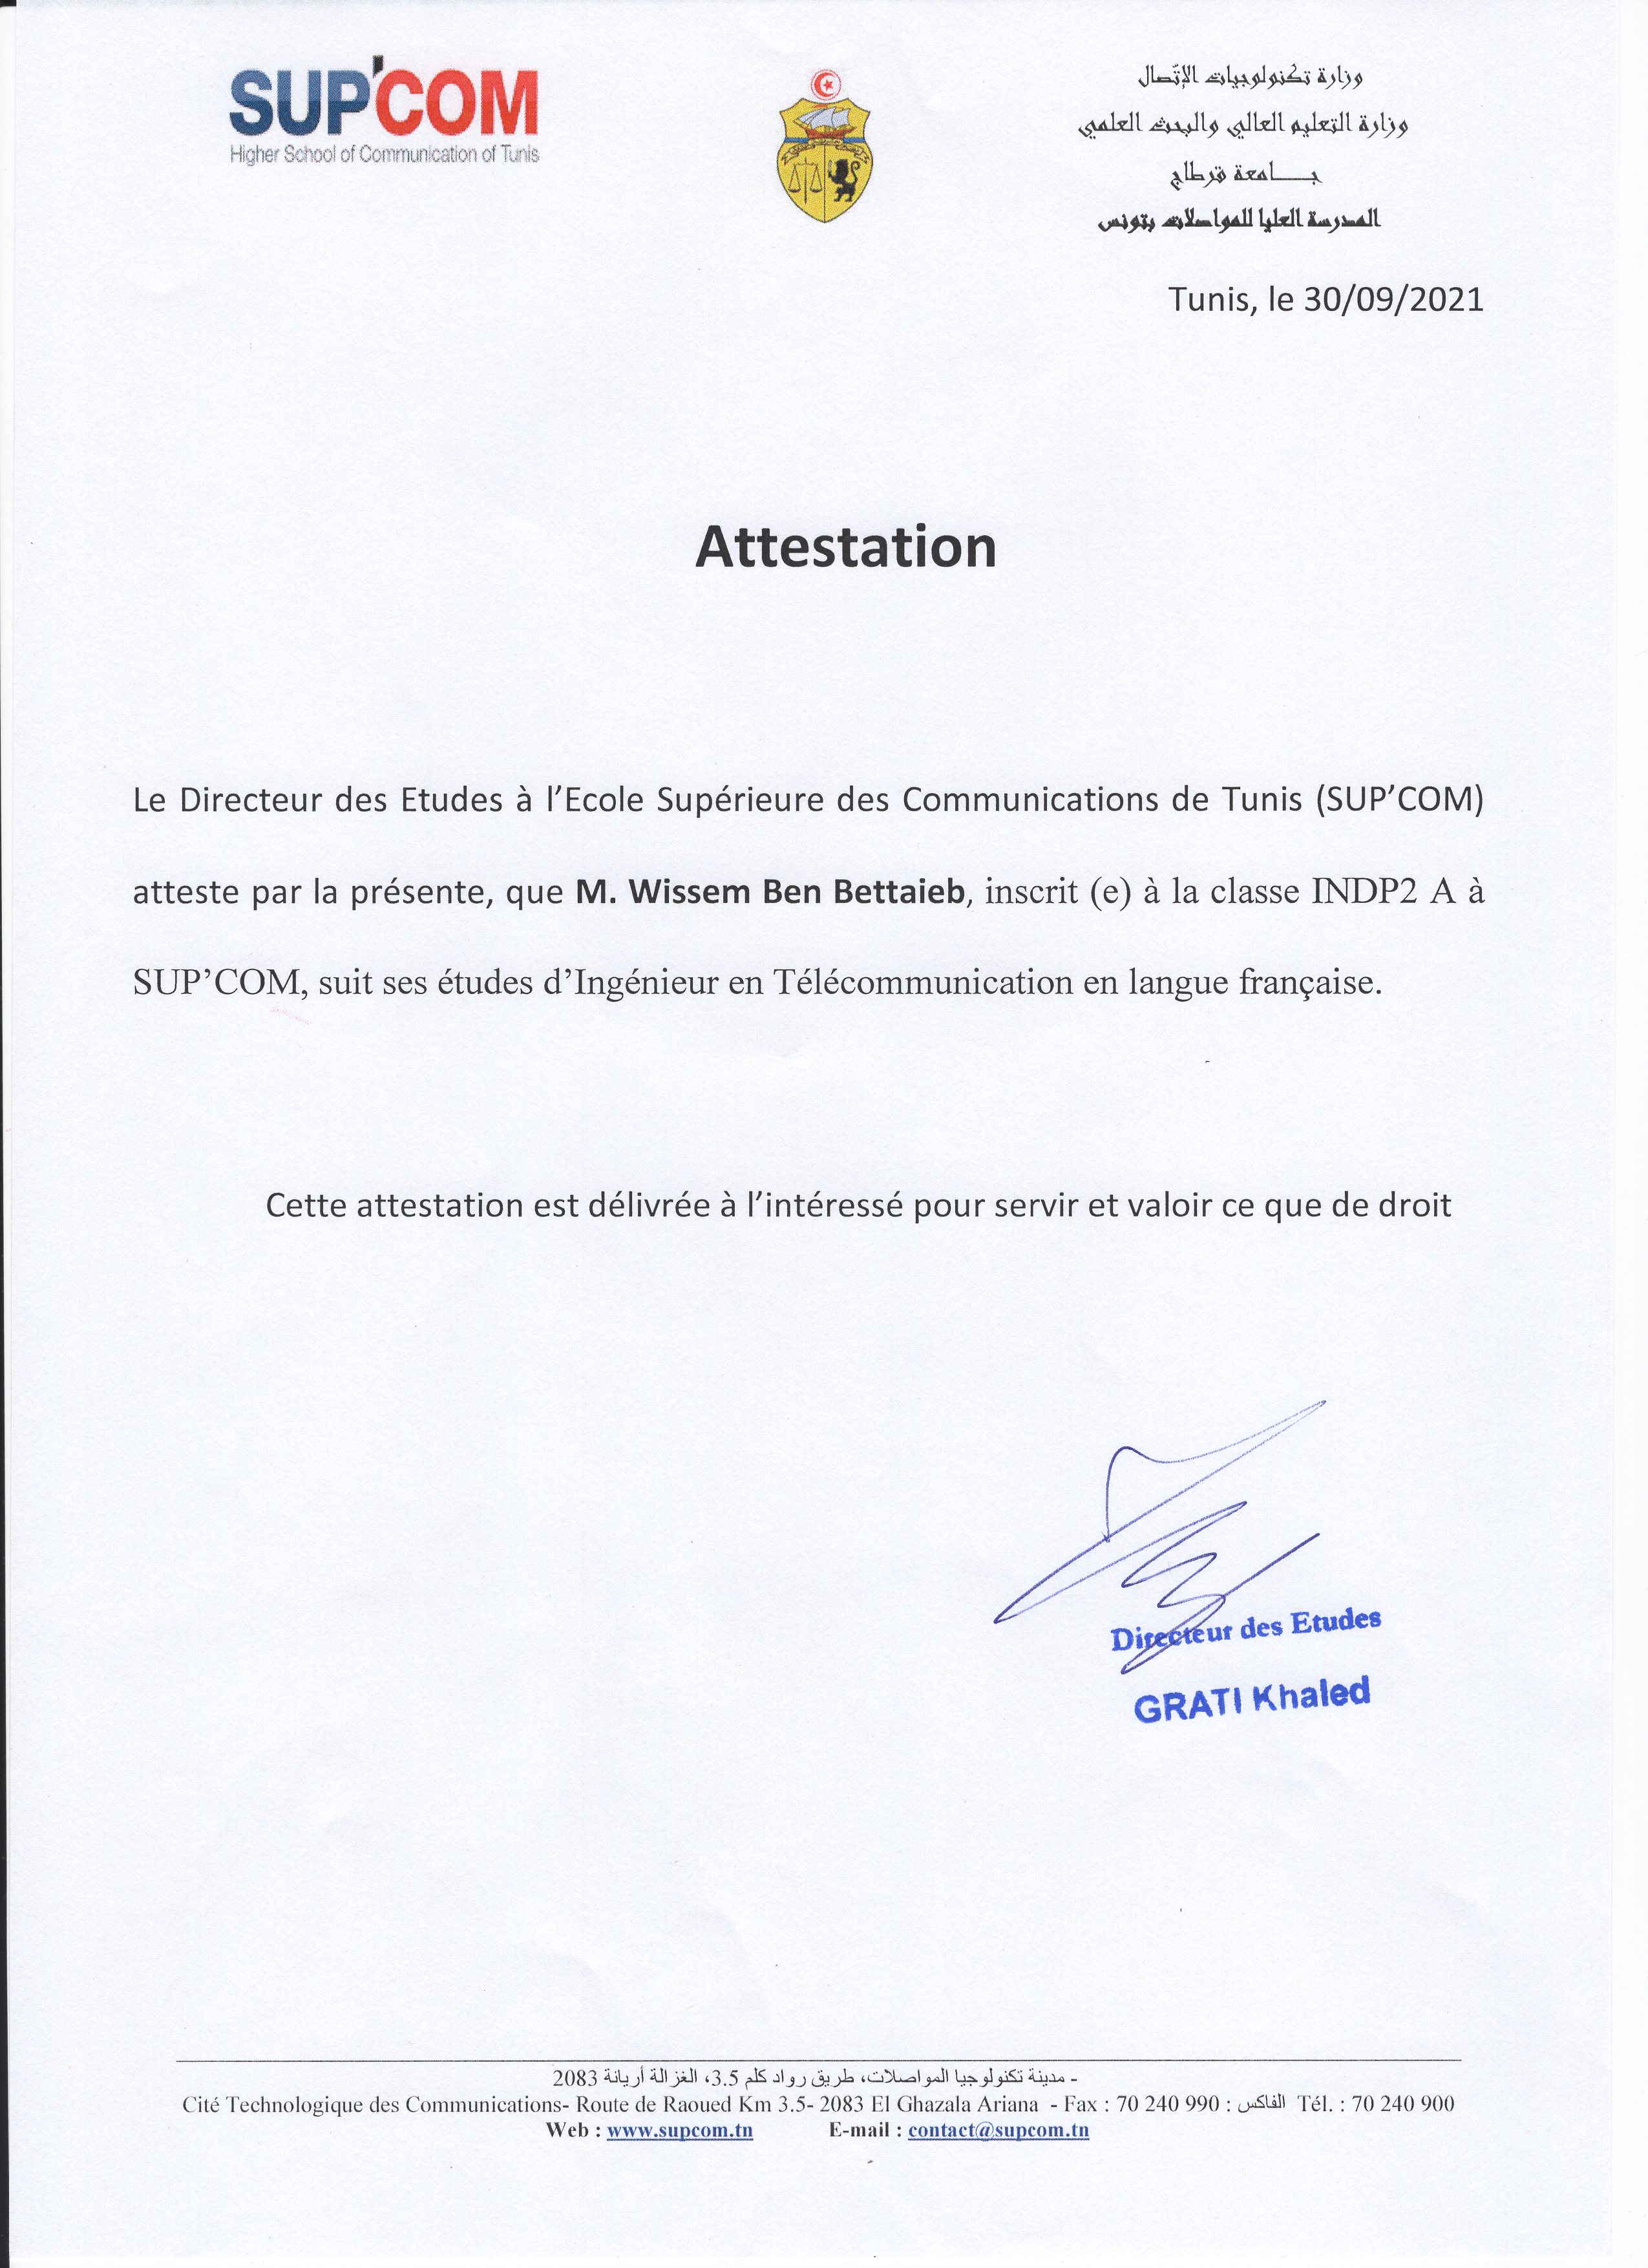 SUP'COM
Higher School of Communication of Tunis
وزارة تكنولوجيات الإتّصال
وزارة التعليم العالي والبحث العلمي
جـــامعة قرطاج
المدرسة العليا للمواصلات بتونس
Tunis, le 30/09/2021
Attestation
Le Directeur des Etudes à l’Ecole Supérieure des Communications de Tunis (SUP’COM)
atteste par la présente, que M. Wissem Ben Bettaieb, inscrit (e) à la classe INDP2 A à
SUP’COM, suit ses études d’Ingénieur en Télécommunication en langue française.
Cette attestation est délivrée à l’intéressé pour servir et valoir ce que de droit
Directeur des Etudes
GRATI Khaled
- مدينة تكنولوجيا المواصلات، طريق رواد كلم 3.5، الغزالة أريانة 2083
Cité Technologique des Communications- Route de Raoued Km 3.5- 2083 El Ghazala Ariana - Fax : 70 240 990 : الفاكس Tél. : 70 240 900
Web : www.supcom.tn E-mail : contact@supcom.tn